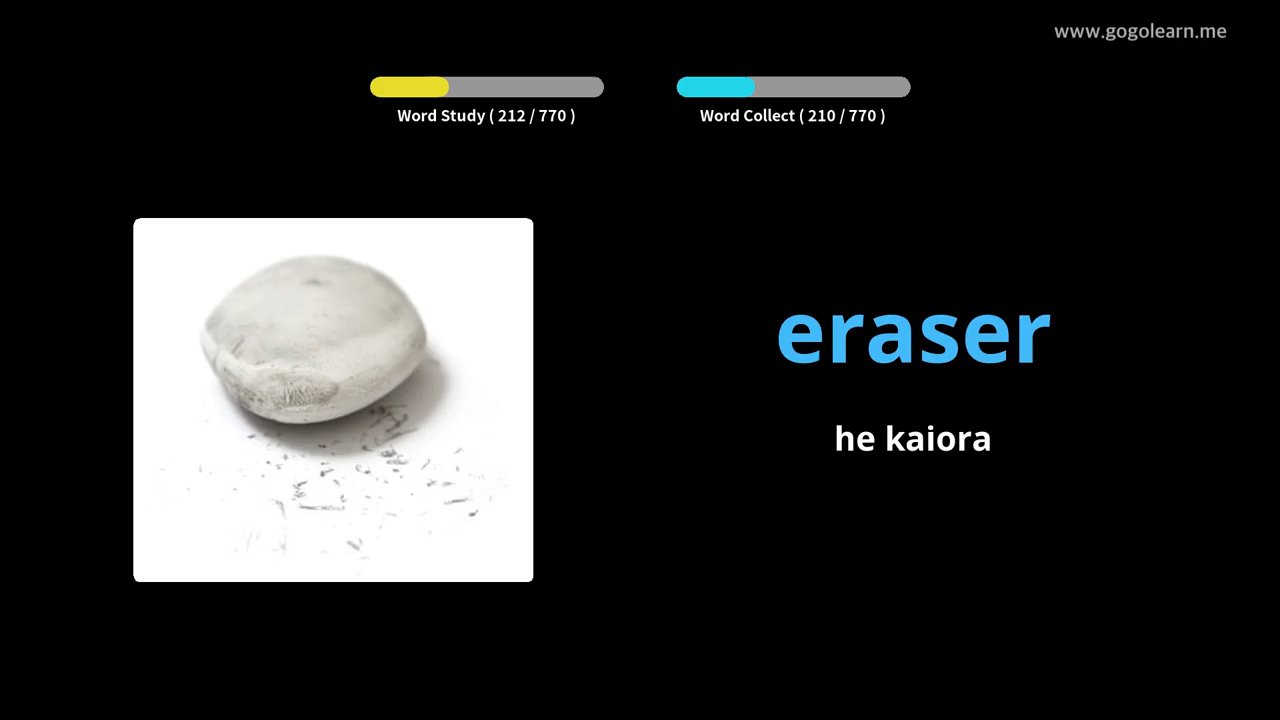 www.gogolearn.me
Word Study ( 212 / 770 )
Word Collect ( 210 / 770 )
eraser
he kaiora